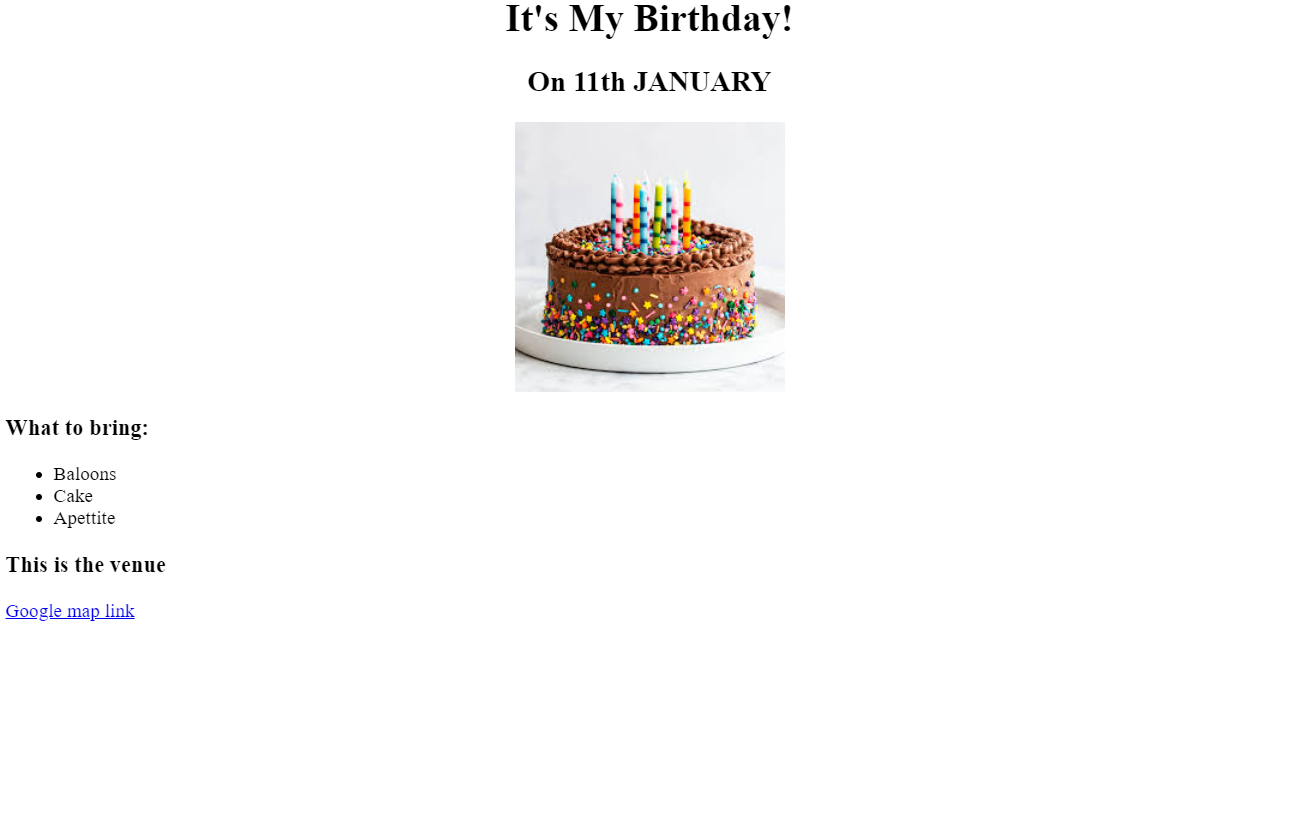 It's My Birthday!
On 11th JANUARY
What to bring:
Baloons
Cake
Apettite
This is the venue
Google map link